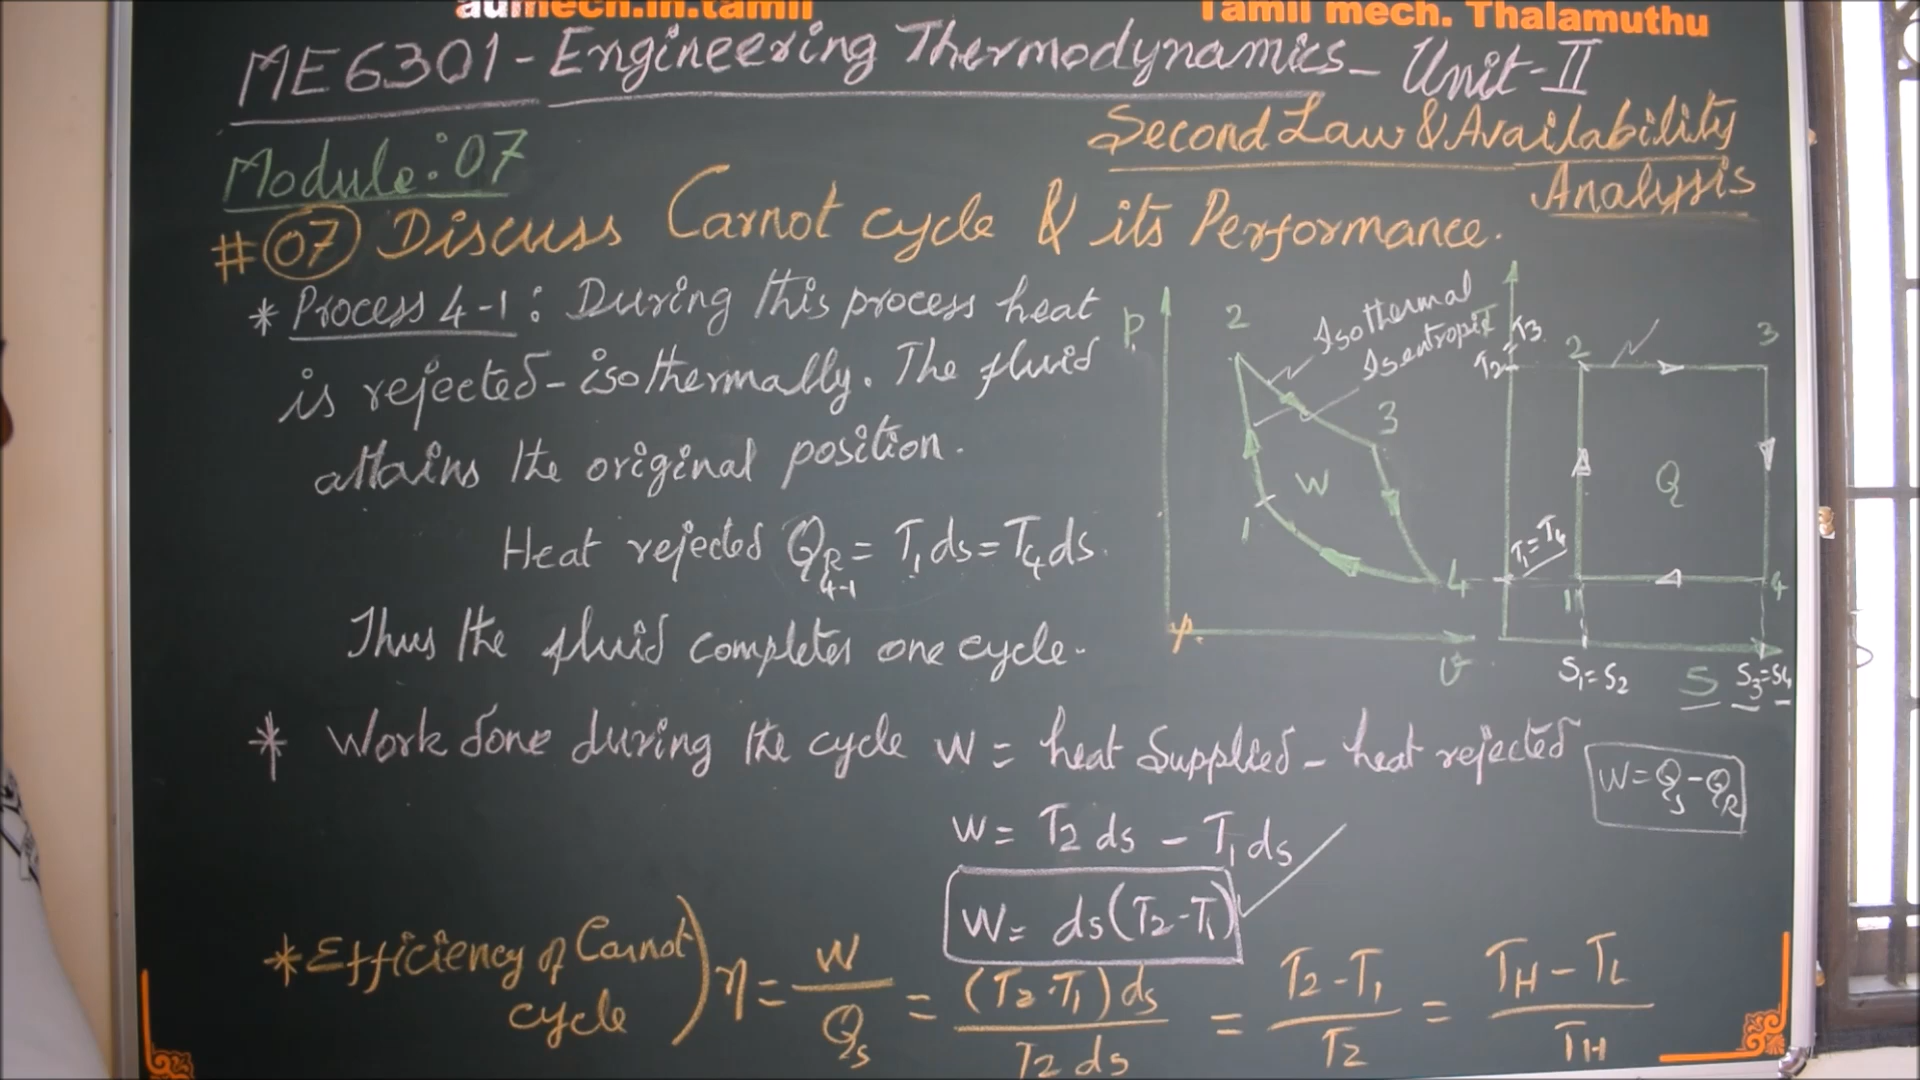 aumech.in.tamil
Tamil mech. Thalamuthu
ME6301 - Engineering Thermodynamics - Unit-II
Second Law & Availability
Analysis
Module:07
#07 Discuss Carnot cycle & its Performance.
* Process 4-1: During this process heat
is rejected - isothermally. The fluid
attains the original position.
Heat rejected Q_R 4-1 = T1 ds = T4 ds.
Thus the fluid completes one cycle.
P
2
Isothermal
Isentropic
3
W
1
4
v
T
T3
T2
2
3
Q
T1=T4
1
4
S1=S2
S
S3=S4
* Work done during the cycle W = heat Supplied - heat rejected
W=Qs-QR
W = T2 ds - T1 ds
W = ds(T2-T1)
* Efficiency of Carnot
cycle) η = W/Qs = (T2-T1)ds/T2 ds = T2-T1/T2 = TH-TL/TH